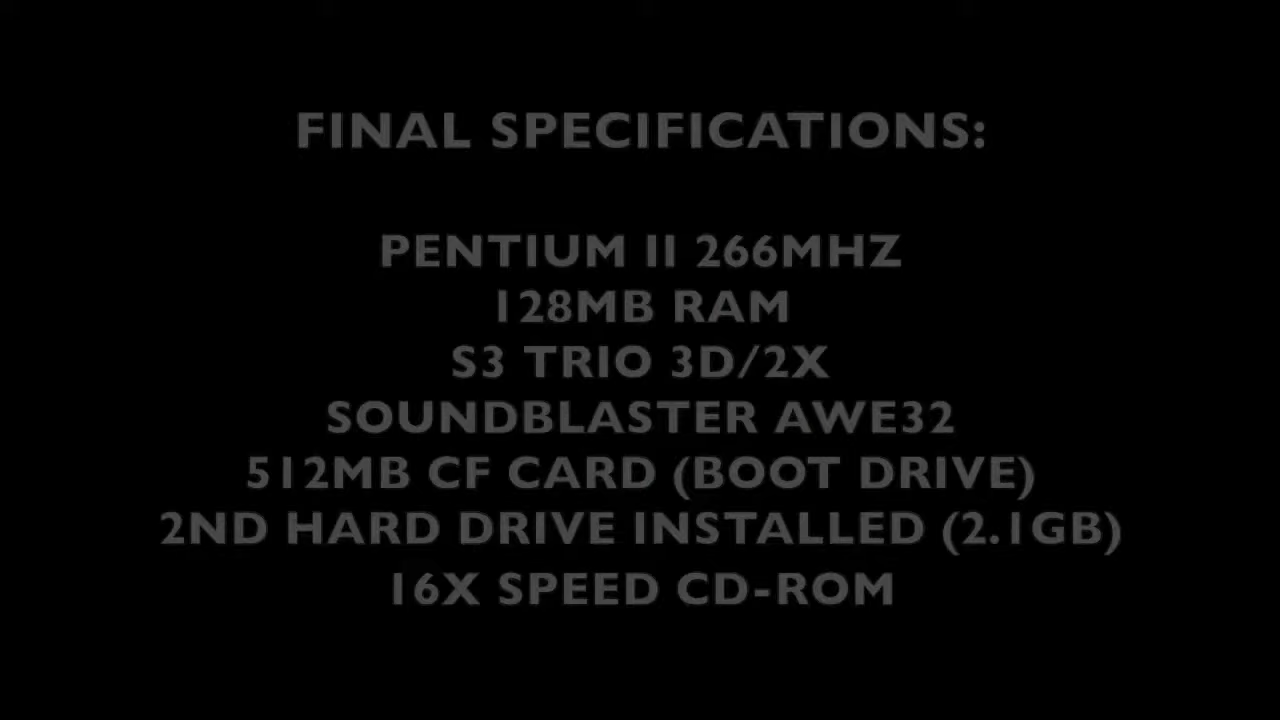 FINAL SPECIFICATIONS:
PENTIUM II 266MHZ
128MB RAM
S3 TRIO 3D/2X
SOUNDBLASTER AWE32
512MB CF CARD (BOOT DRIVE)
2ND HARD DRIVE INSTALLED (2.1GB)
16X SPEED CD-ROM